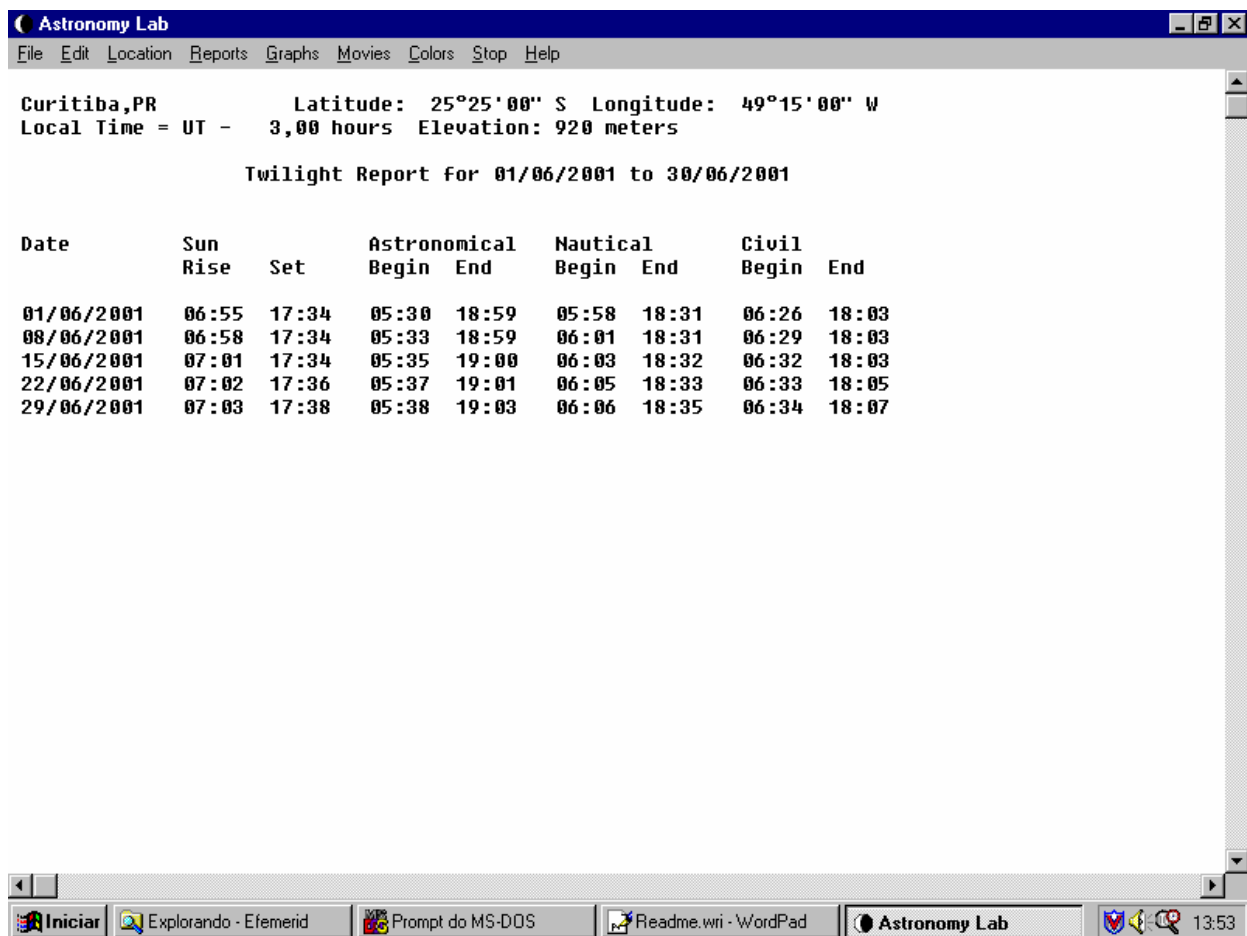 Astronomy Lab
File Edit Location Reports Graphs Movies Colors Stop Help
Curitiba,PR Latitude: 25°25'00" S Longitude: 49°15'00" W
Local Time = UT - 3,00 hours Elevation: 920 meters
Twilight Report for 01/06/2001 to 30/06/2001
Date Sun Astronomical Nautical Civil
Rise Set Begin End Begin End Begin End
01/06/2001 06:55 17:34 05:30 18:59 05:58 18:31 06:26 18:03
08/06/2001 06:58 17:34 05:33 18:59 06:01 18:31 06:29 18:03
15/06/2001 07:01 17:34 05:35 19:00 06:03 18:32 06:32 18:03
22/06/2001 07:02 17:36 05:37 19:01 06:05 18:33 06:33 18:05
29/06/2001 07:03 17:38 05:38 19:03 06:06 18:35 06:34 18:07
Iniciar Explorando - Efemerid Prompt do MS-DOS Readme.wri - WordPad Astronomy Lab 13:53